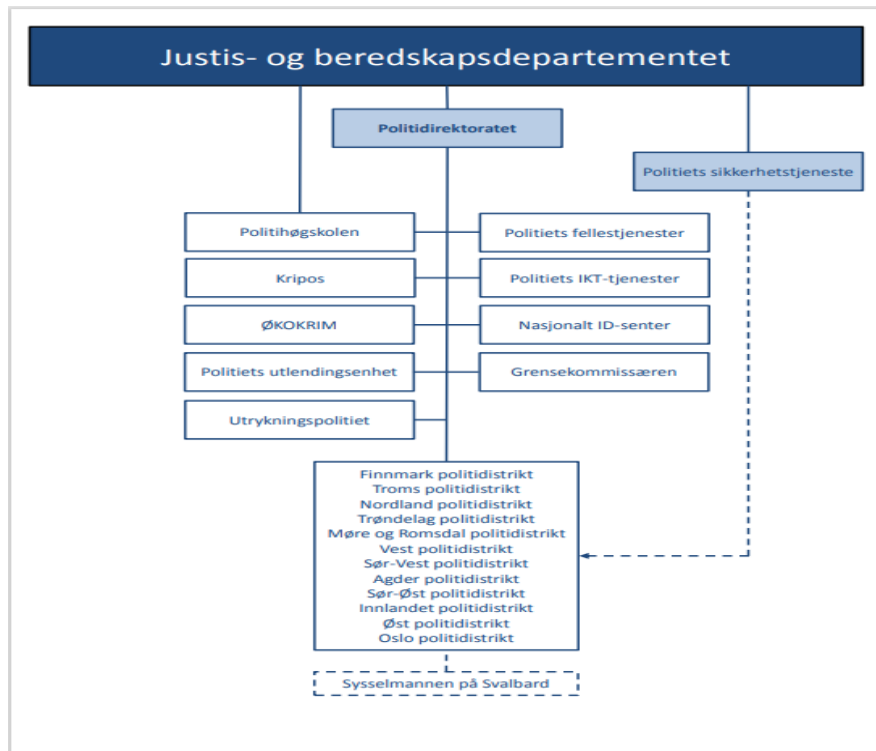 Justis- og beredskapsdepartementet
Politidirektoratet
Politiets sikkerhetstjeneste
Politihøgskolen
Politiets fellestjenester
Kripos
Politiets IKT-tjenester
ØKOKRIM
Nasjonalt ID-senter
Politiets utlendingsenhet
Grensekommissæren
Utrykningspolitiet
Finnmark politidistrikt
Troms politidistrikt
Nordland politidistrikt
Trøndelag politidistrikt
Møre og Romsdal politidistrikt
Vest politidistrikt
Sør-Vest politidistrikt
Agder politidistrikt
Sør-Øst politidistrikt
Innlandet politidistrikt
Øst politidistrikt
Oslo politidistrikt
Sysselmannen på Svalbard